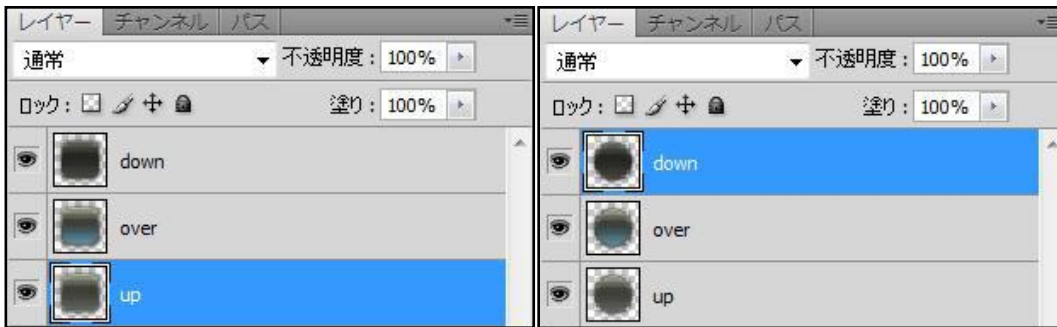 レイヤー チャンネル パス
通常 不透明度: 100%
ロック: 塗り: 100%
down
over
up
レイヤー チャンネル パス
通常 不透明度: 100%
ロック: 塗り: 100%
down
over
up